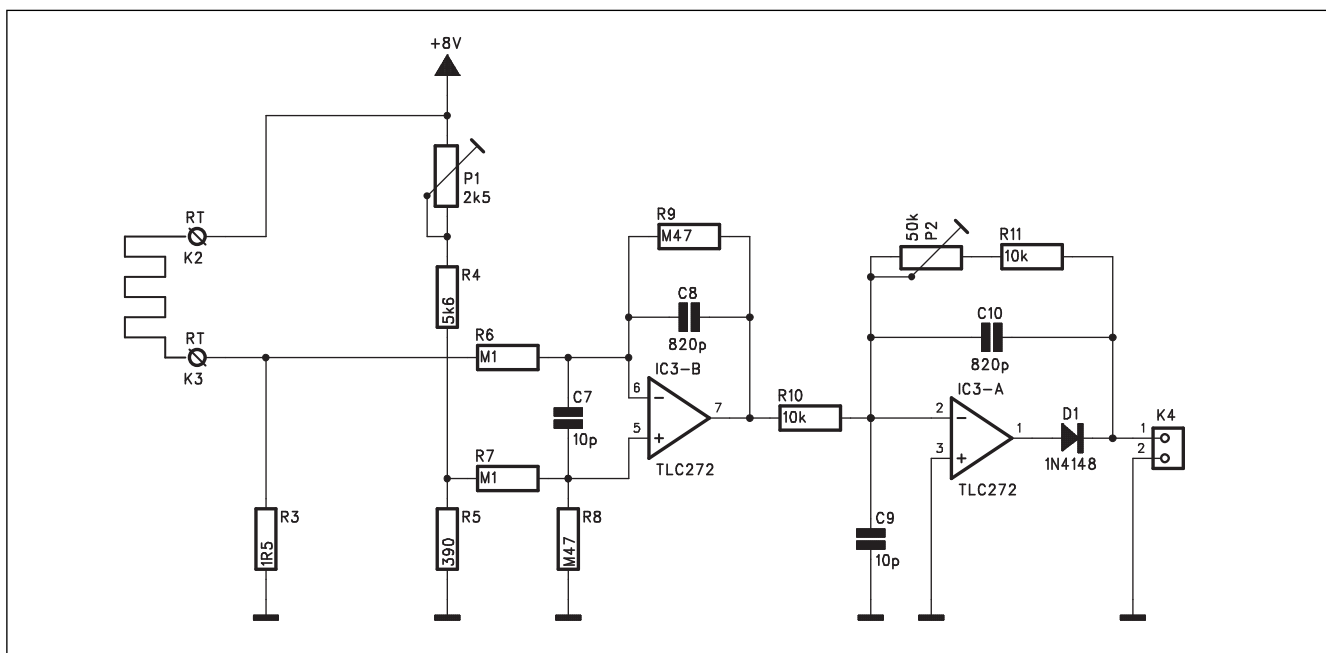 +8V
P1
2k5
RT
K2
R4
5k6
RT
K3
R3
1R5
R6
M1
R7
M1
R5
390
C7
10p
R8
M47
R9
M47
C8
820p
IC3-B
6
5
7
TLC272
R10
10k
50k
P2
R11
10k
C10
820p
IC3-A
2
3
1
TLC272
C9
10p
D1
1N4148
K4
1
2